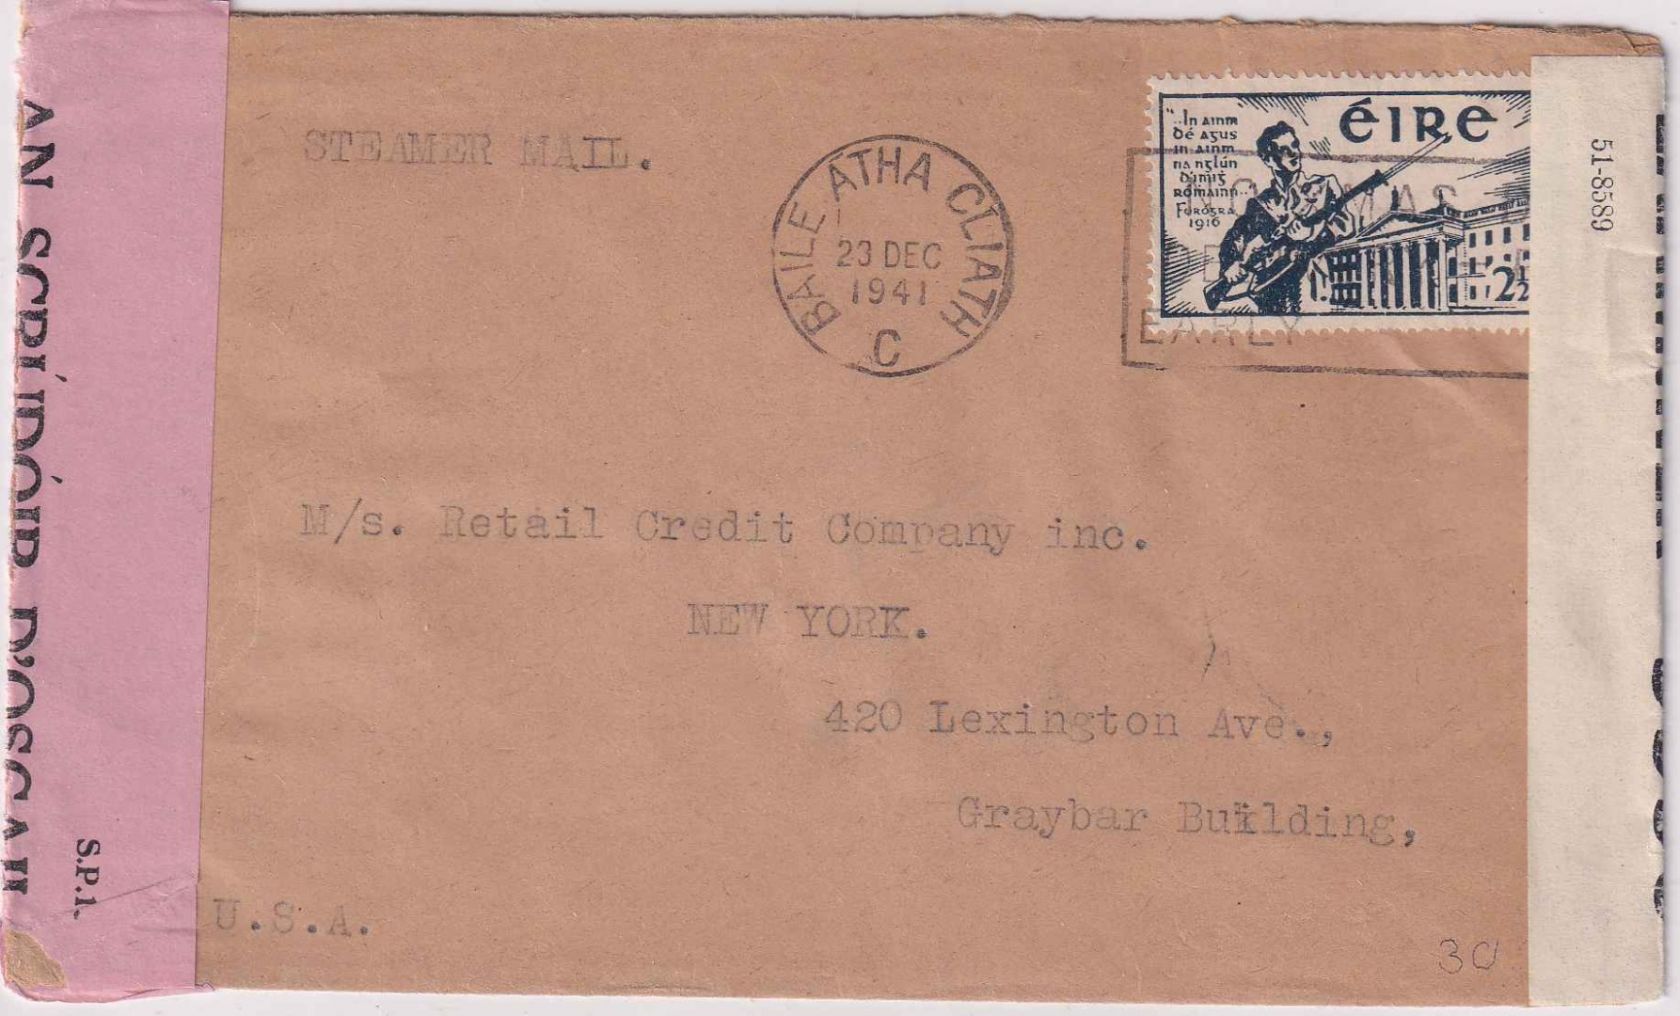 AN SCRÚDÓIR D'OSCAIL
S.P.1.
STEAMER MAIL.
BAILE ÁTHA CLIATH
23 DEC
1941
C
ÉIRE
"..In ainm
Dé agus
in ainm
na nglún
d'imiġ
romainn.."
Forógra
1916
2½
EARLY
51-8589
M/s. Retail Credit Company inc.
NEW YORK.
420 Lexington Ave.,
Graybar Building,
U.S.A.
30